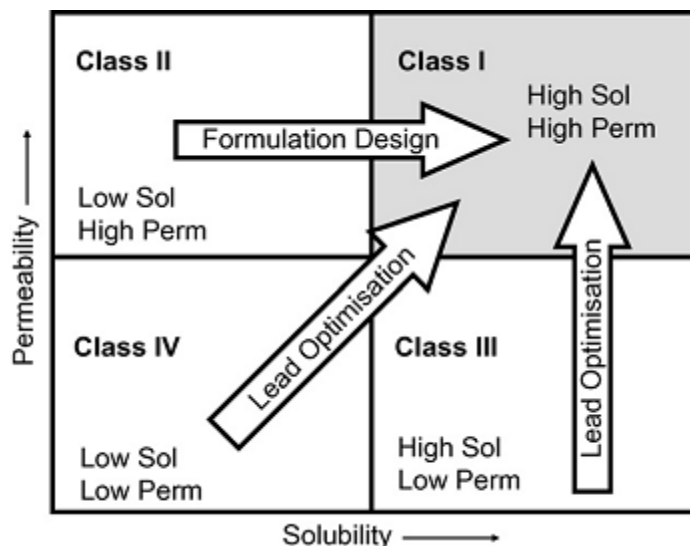 Class II
Class I
High Sol
High Perm
Formulation Design
Low Sol
High Perm
Permeability
Class IV
Lead Optimisation
Class III
Lead Optimisation
Low Sol
Low Perm
High Sol
Low Perm
Solubility